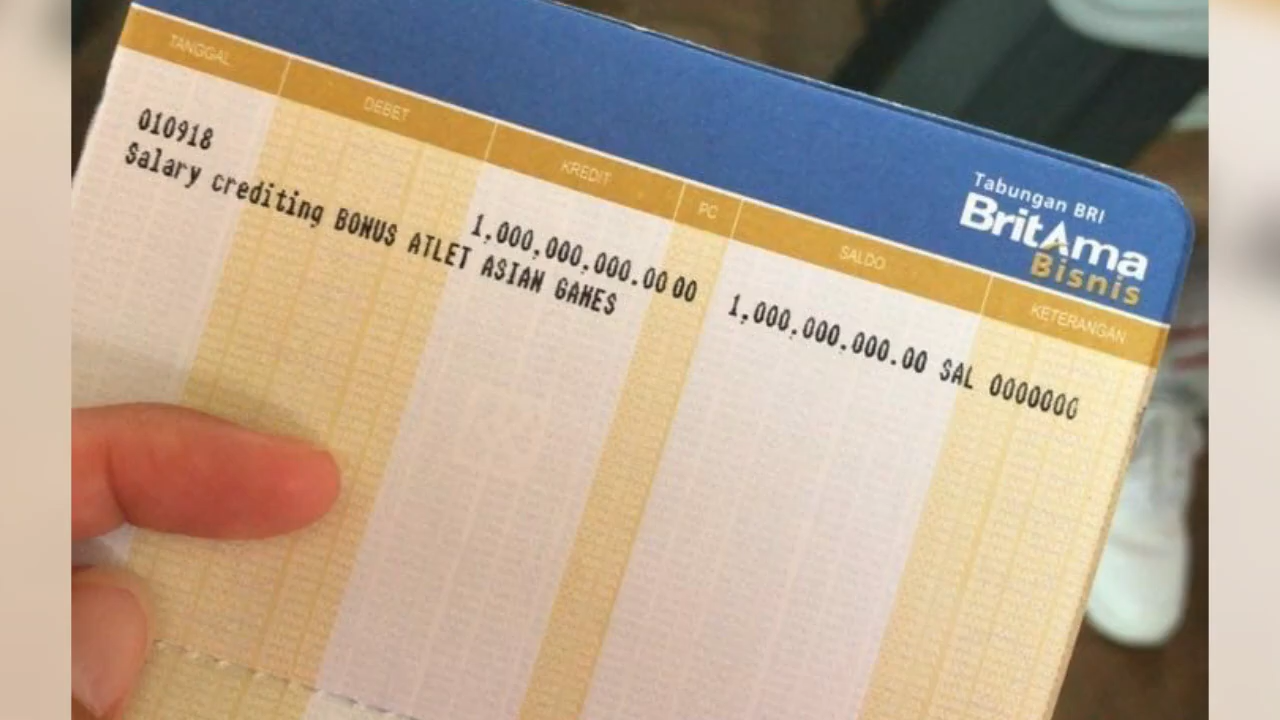 Tabungan BRI
BritAma
Bisnis
TANGGAL DEBET KREDIT PC SALDO KETERANGAN
010918 1,000,000,000.00 00 1,000,000,000.00 SAL 0000000
Salary crediting BONUS ATLET ASIAN GAMES